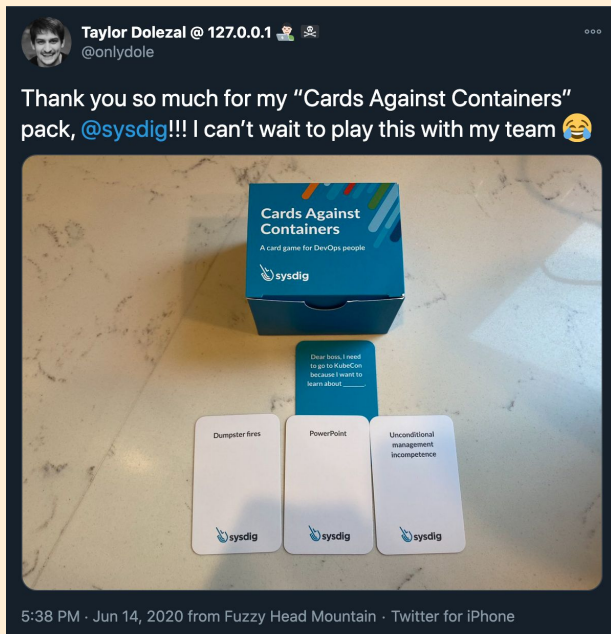 Taylor Dolezal @ 127.0.0.1 👨🏻‍💻 ☠️
@onlydole
Thank you so much for my “Cards Against Containers”
pack, @sysdig!!! I can’t wait to play this with my team 😂
Cards Against
Containers
A card game for DevOps people
sysdig
Dear boss, I need
to go to KubeCon
because I want to
learn about ______.
Dumpster fires
sysdig
PowerPoint
sysdig
Unconditional
management
incompetence
sysdig
5:38 PM · Jun 14, 2020 from Fuzzy Head Mountain · Twitter for iPhone